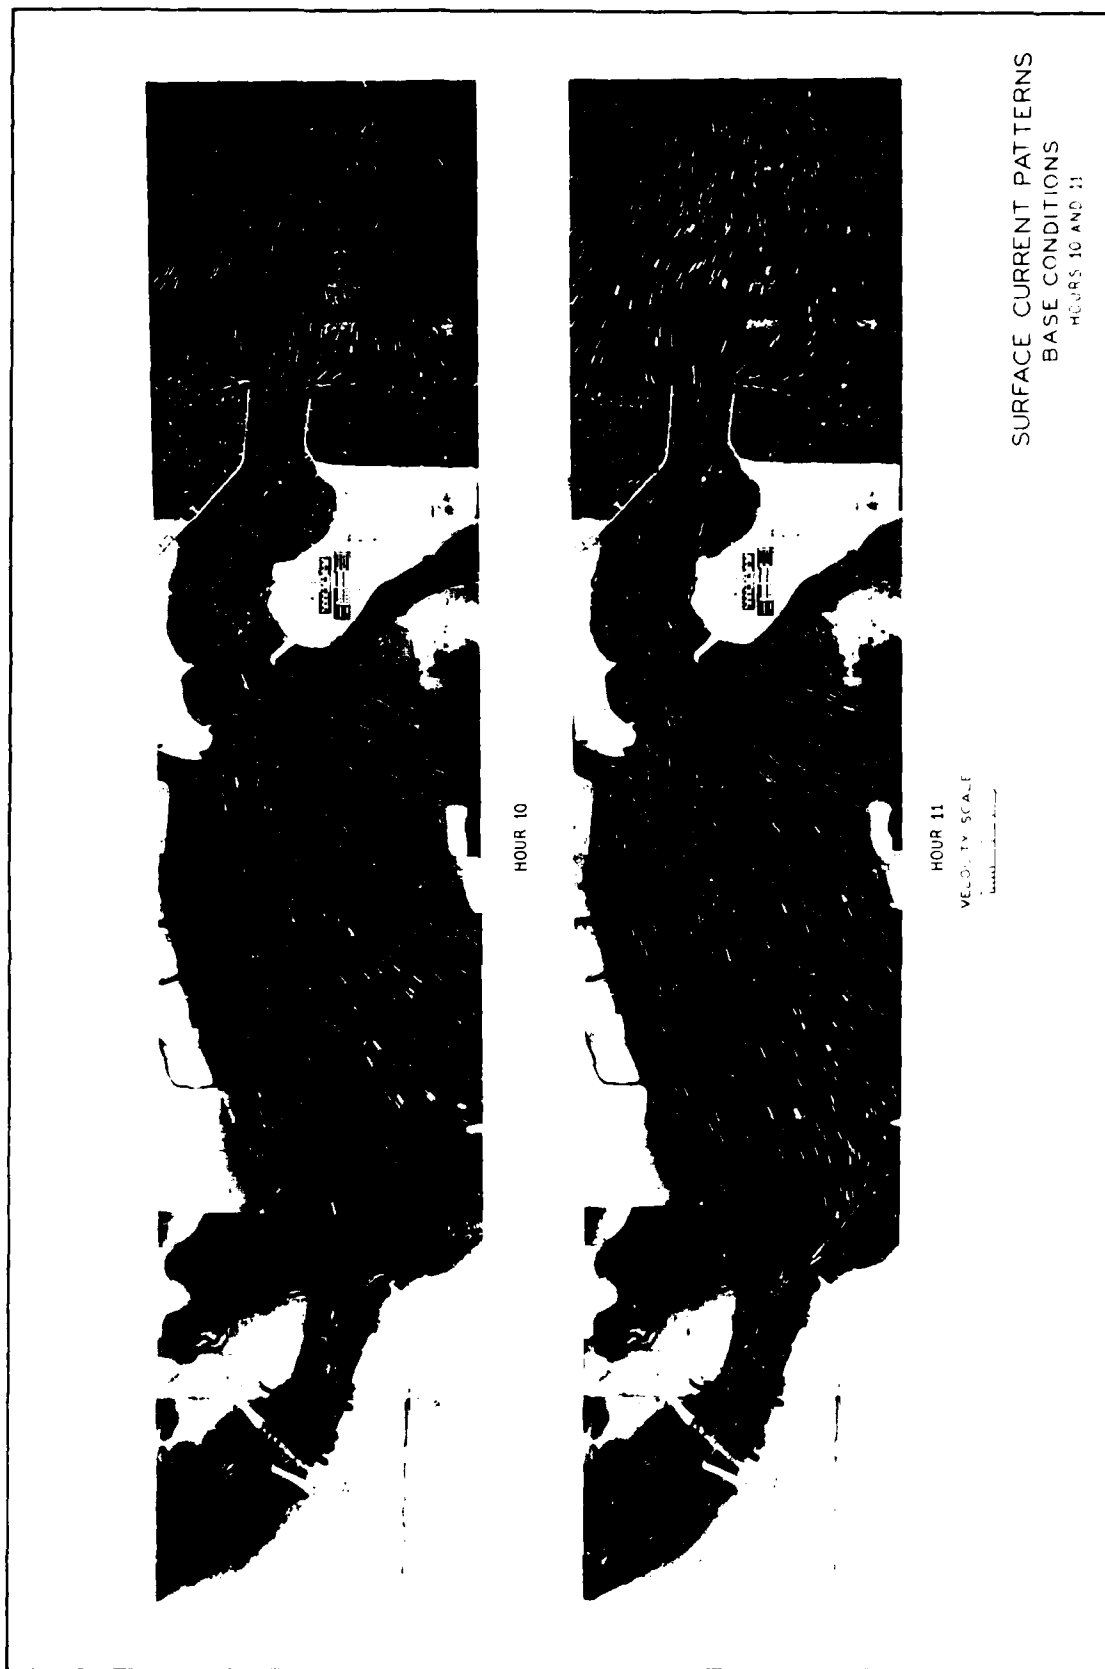 HOUR 10
HOUR 11
VELOCITY SCALE
SURFACE CURRENT PATTERNS
BASE CONDITIONS
HOURS 10 AND 11